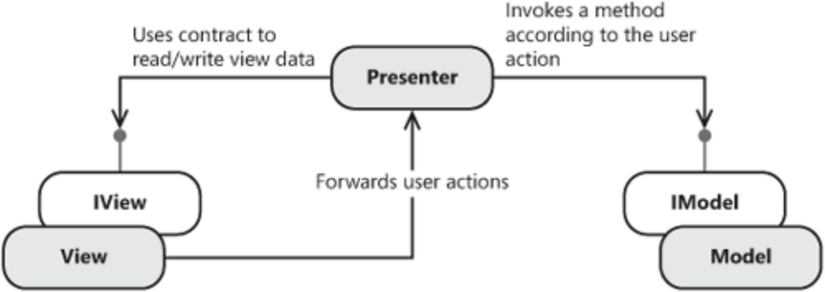 Uses contract to
read/write view data
Presenter
Invokes a method
according to the user
action
Forwards user actions
IView
View
IModel
Model